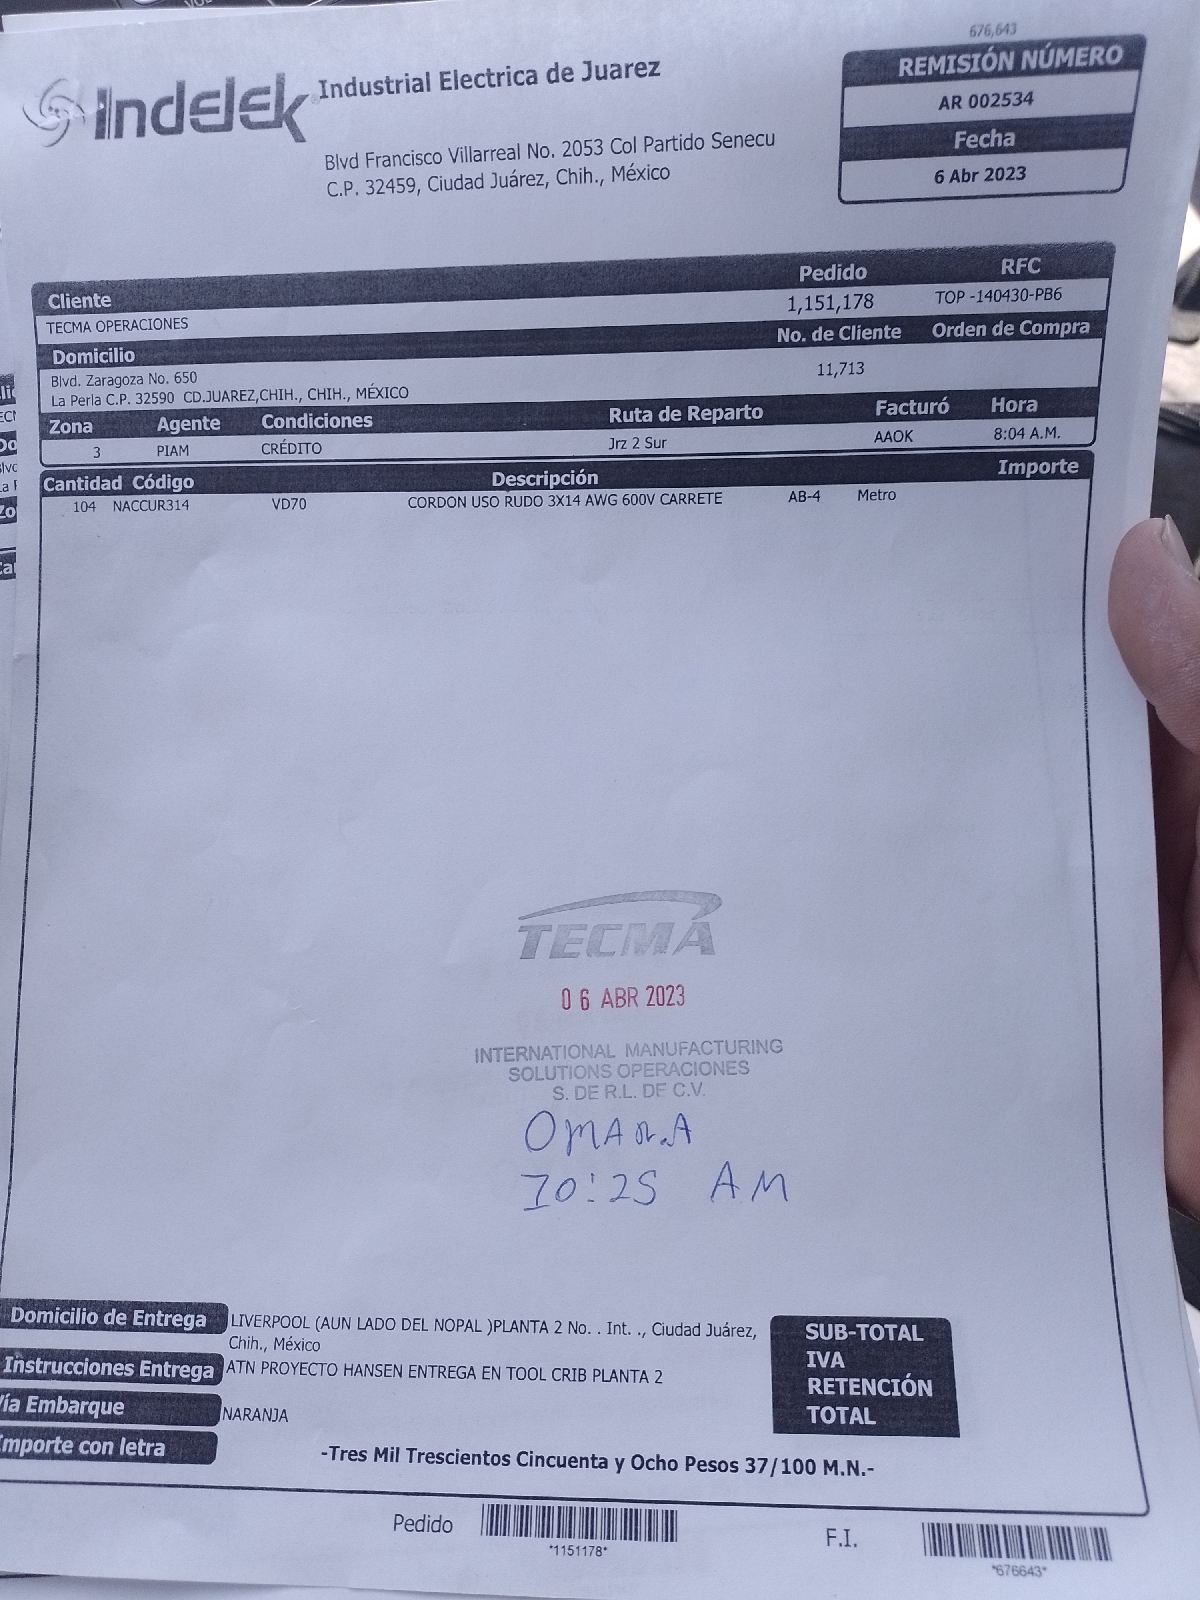 676,643
Indelek
Industrial Electrica de Juarez
Blvd Francisco Villarreal No. 2053 Col Partido Senecu
C.P. 32459, Ciudad Juárez, Chih., México
REMISIÓN NÚMERO
AR 002534
Fecha
6 Abr 2023
Cliente Pedido RFC
TECMA OPERACIONES 1,151,178 TOP -140430-PB6
Domicilio No. de Cliente Orden de Compra
Blvd. Zaragoza No. 650 11,713
La Perla C.P. 32590 CD.JUAREZ,CHIH., CHIH., MÉXICO
Zona Agente Condiciones Ruta de Reparto Facturó Hora
3 PIAM CRÉDITO Jrz 2 Sur AAOK 8:04 A.M.
Cantidad Código Descripción Importe
104 NACCUR314 VD70 CORDON USO RUDO 3X14 AWG 600V CARRETE AB-4 Metro
TECMA
06 ABR 2023
INTERNATIONAL MANUFACTURING
SOLUTIONS OPERACIONES
S. DE R.L. DE C.V.
10:25 AM
Domicilio de Entrega LIVERPOOL (AUN LADO DEL NOPAL )PLANTA 2 No. . Int. ., Ciudad Juárez,
Chih., México
Instrucciones Entrega ATN PROYECTO HANSEN ENTREGA EN TOOL CRIB PLANTA 2
Vía Embarque NARANJA
Importe con letra -Tres Mil Trescientos Cincuenta y Ocho Pesos 37/100 M.N.-
SUB-TOTAL
IVA
RETENCIÓN
TOTAL
Pedido *1151178* F.I. *676643*